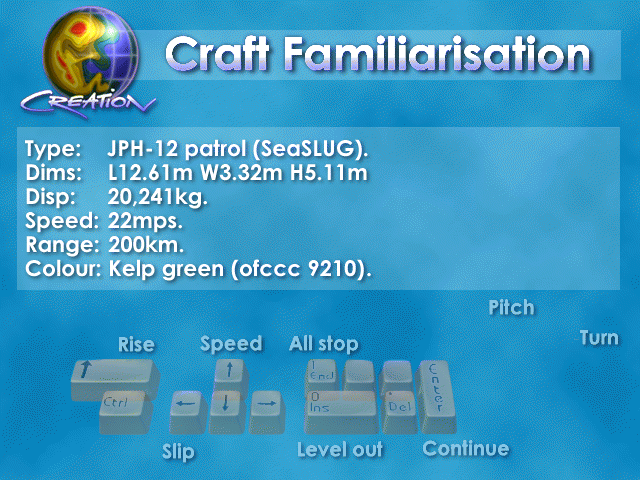 CREATION
Craft Familiarisation
Type: JPH-12 patrol (SeaSLUG).
Dims: L12.61m W3.32m H5.11m
Disp: 20,241kg.
Speed: 22mps.
Range: 200km.
Colour: Kelp green (ofccc 9210).
Pitch
Turn
Rise Speed All stop
↑ ↑ 1 End Enter
Ctrl ← ↓ → 0 Ins . Del
Slip Level out Continue